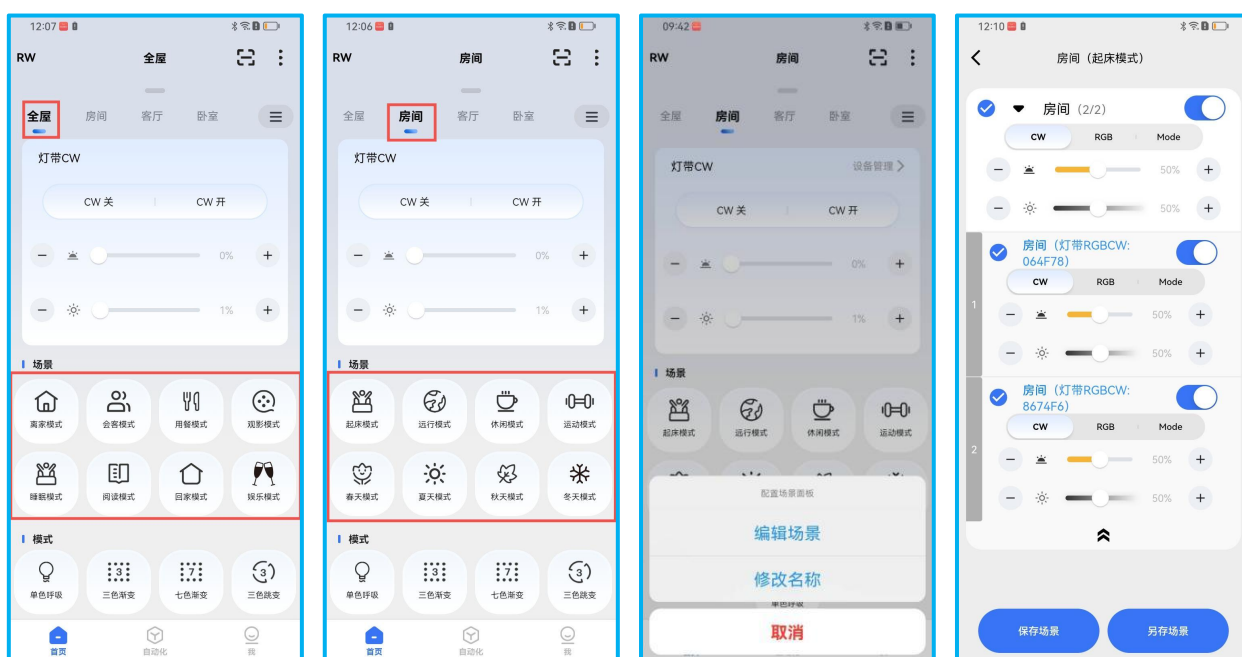 12:07
RW
全屋
全屋
房间
客厅
卧室
灯带CW
CW 关
CW 开
0%
1%
场景
离家模式
会客模式
用餐模式
观影模式
睡眠模式
阅读模式
回家模式
娱乐模式
模式
3
7
3
单色呼吸
三色渐变
七色渐变
三色跳变
首页
自动化
我
12:06
RW
房间
全屋
房间
客厅
卧室
灯带CW
CW 关
CW 开
0%
1%
场景
起床模式
远行模式
休闲模式
运动模式
春天模式
夏天模式
秋天模式
冬天模式
模式
3
7
3
单色呼吸
三色渐变
七色渐变
三色跳变
首页
自动化
我
09:42
RW
房间
全屋
房间
客厅
卧室
灯带CW
设备管理
CW 关
CW 开
0%
1%
场景
起床模式
远行模式
休闲模式
运动模式
配置场景面板
编辑场景
修改名称
单色呼吸
取消
12:10
房间（起床模式）
房间（2/2）
CW
RGB
Mode
50%
50%
房间（灯带RGBCW:
064F78)
CW
RGB
Mode
1
50%
50%
房间（灯带RGBCW:
8674F6)
CW
RGB
Mode
2
50%
50%
保存场景
另存场景